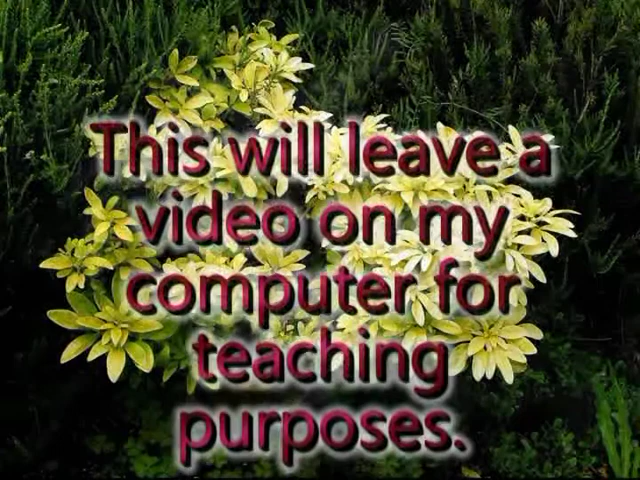 This will leave a
video on my
computer for
teaching
purposes.